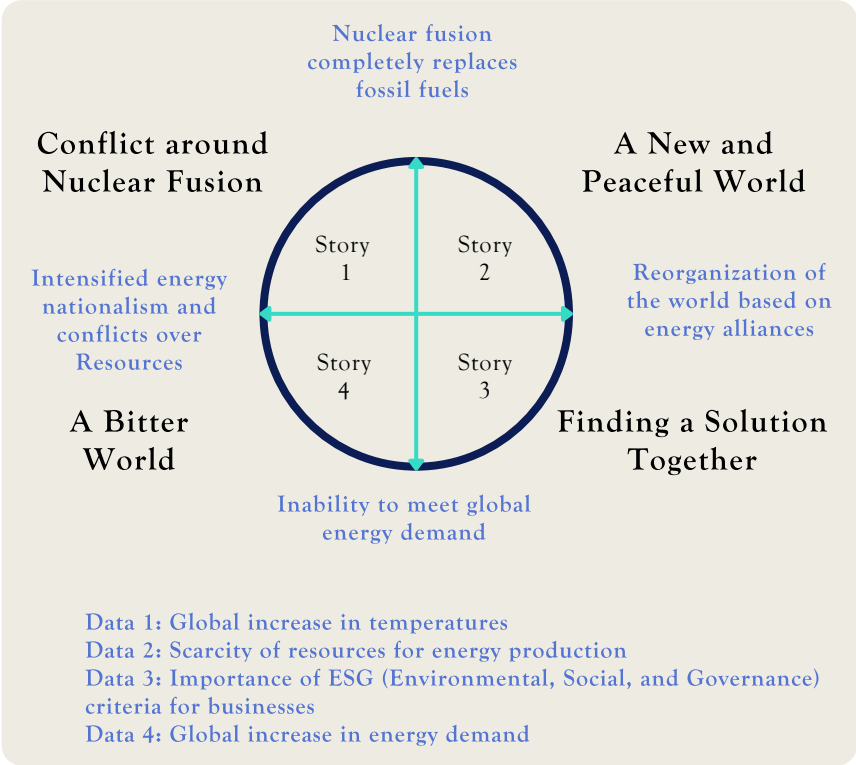 Nuclear fusion
completely replaces
fossil fuels
Conflict around
Nuclear Fusion
A New and
Peaceful World
Story
1
Story
2
Intensified energy
nationalism and
conflicts over
Resources
Reorganization of
the world based on
energy alliances
Story
4
Story
3
A Bitter
World
Finding a Solution
Together
Inability to meet global
energy demand
Data 1: Global increase in temperatures
Data 2: Scarcity of resources for energy production
Data 3: Importance of ESG (Environmental, Social, and Governance)
criteria for businesses
Data 4: Global increase in energy demand